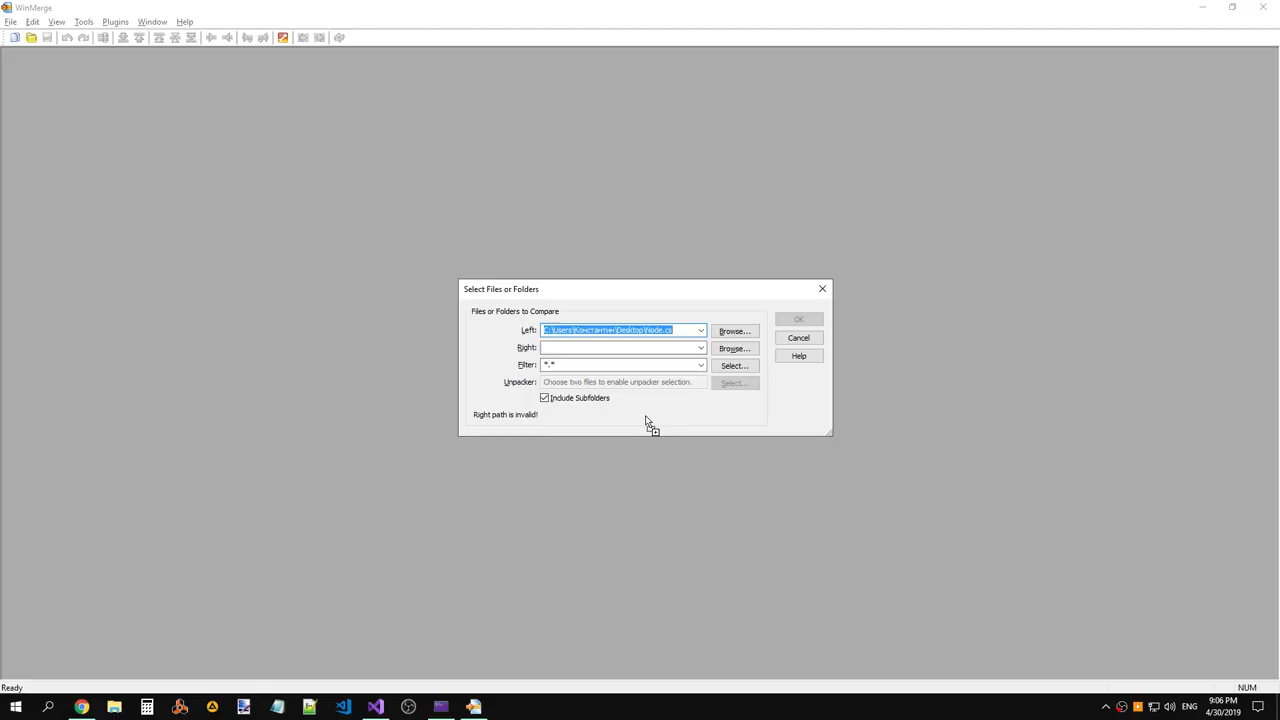 WinMerge
File Edit View Tools Plugins Window Help
Select Files or Folders
Files or Folders to Compare
Left: C:\Users\Константин\Desktop\Node.cs Browse... OK
Right: Browse... Cancel
Filter: *.* Select... Help
Unpacker: Choose two files to enable unpacker selection. Select...
Include Subfolders
Right path is invalid!
Ready NUM
ENG 9:06 PM
4/30/2019